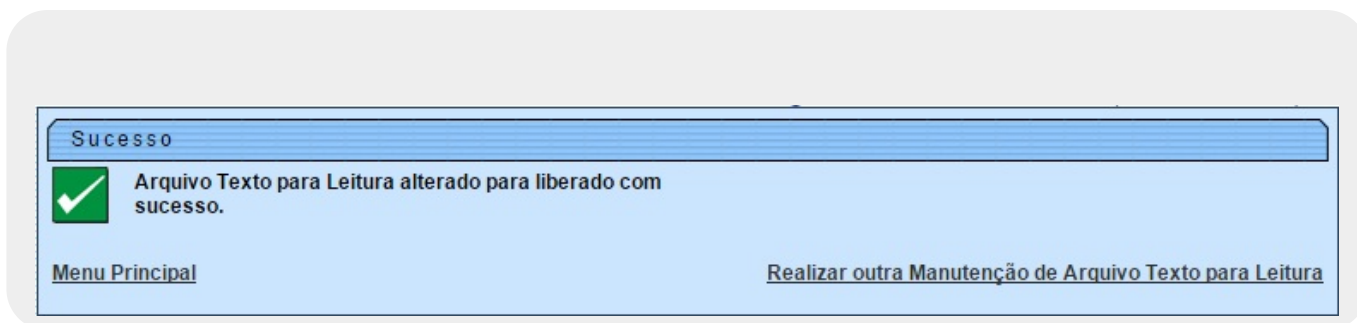 Sucesso
Arquivo Texto para Leitura alterado para liberado com
sucesso.
Menu Principal
Realizar outra Manutenção de Arquivo Texto para Leitura